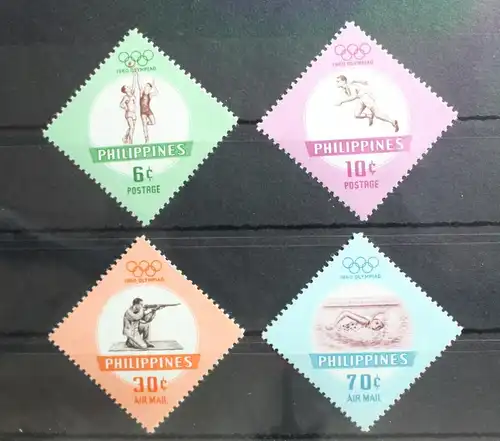 1960 OLYMPIAD
PHILIPPINES
6¢
POSTAGE
1960 OLYMPIAD
PHILIPPINES
10¢
POSTAGE
1960 OLYMPIAD
PHILIPPINES
30¢
AIR MAIL
1960 OLYMPIAD
PHILIPPINES
70¢
AIR MAIL